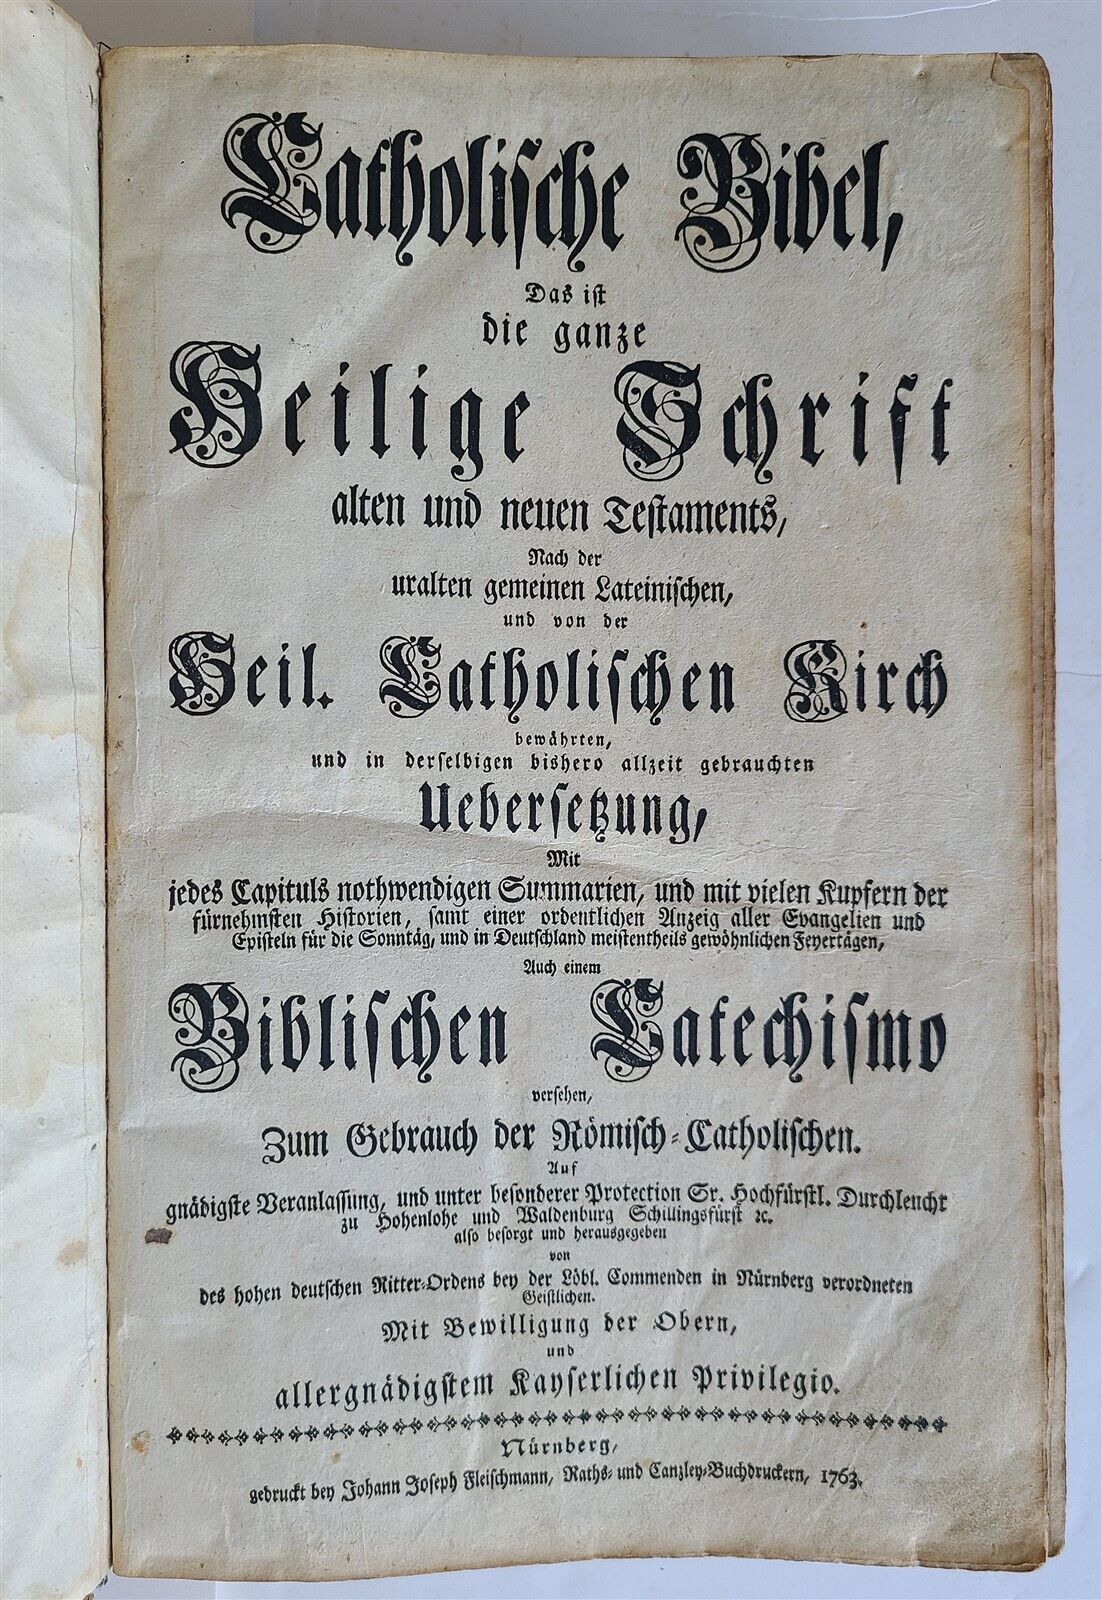 Catholische Bibel,
Das ist
die ganze
Heilige Schrift
alten und neuen Testaments,
Nach der
uralten gemeinen Lateinischen,
und von der
Heil. Catholischen Kirch
bewährten,
und in derselbigen bishero allzeit gebrauchten
Uebersetzung,
Mit
jedes Capituls nothwendigen Summarien, und mit vielen Kupfern der
fürnehmsten Historien, samt einer ordentlichen Anzeig aller Evangelien und
Episteln für die Sonntäg, und in Deutschland meistentheils gewöhnlichen Feyertägen,
Auch einem
Biblischen Catechismo
versehen,
Zum Gebrauch der Römisch-Catholischen.
Auf
gnädigste Veranlassung, und unter besonderer Protection Sr. Hochfürstl. Durchleucht
zu Hohenlohe und Waldenburg Schillingsfürst ꝛc.
also besorgt und herausgegeben
von
des hohen deutschen Ritter-Ordens bey der Löbl. Commenden in Nürnberg verordneten
Geistlichen.
Mit Bewilligung der Obern,
und
allergnädigstem Kayserlichen Privilegio.
Nürnberg,
gedruckt bey Johann Joseph Fleischmann, Raths- und Canzley-Buchdruckern, 1763.